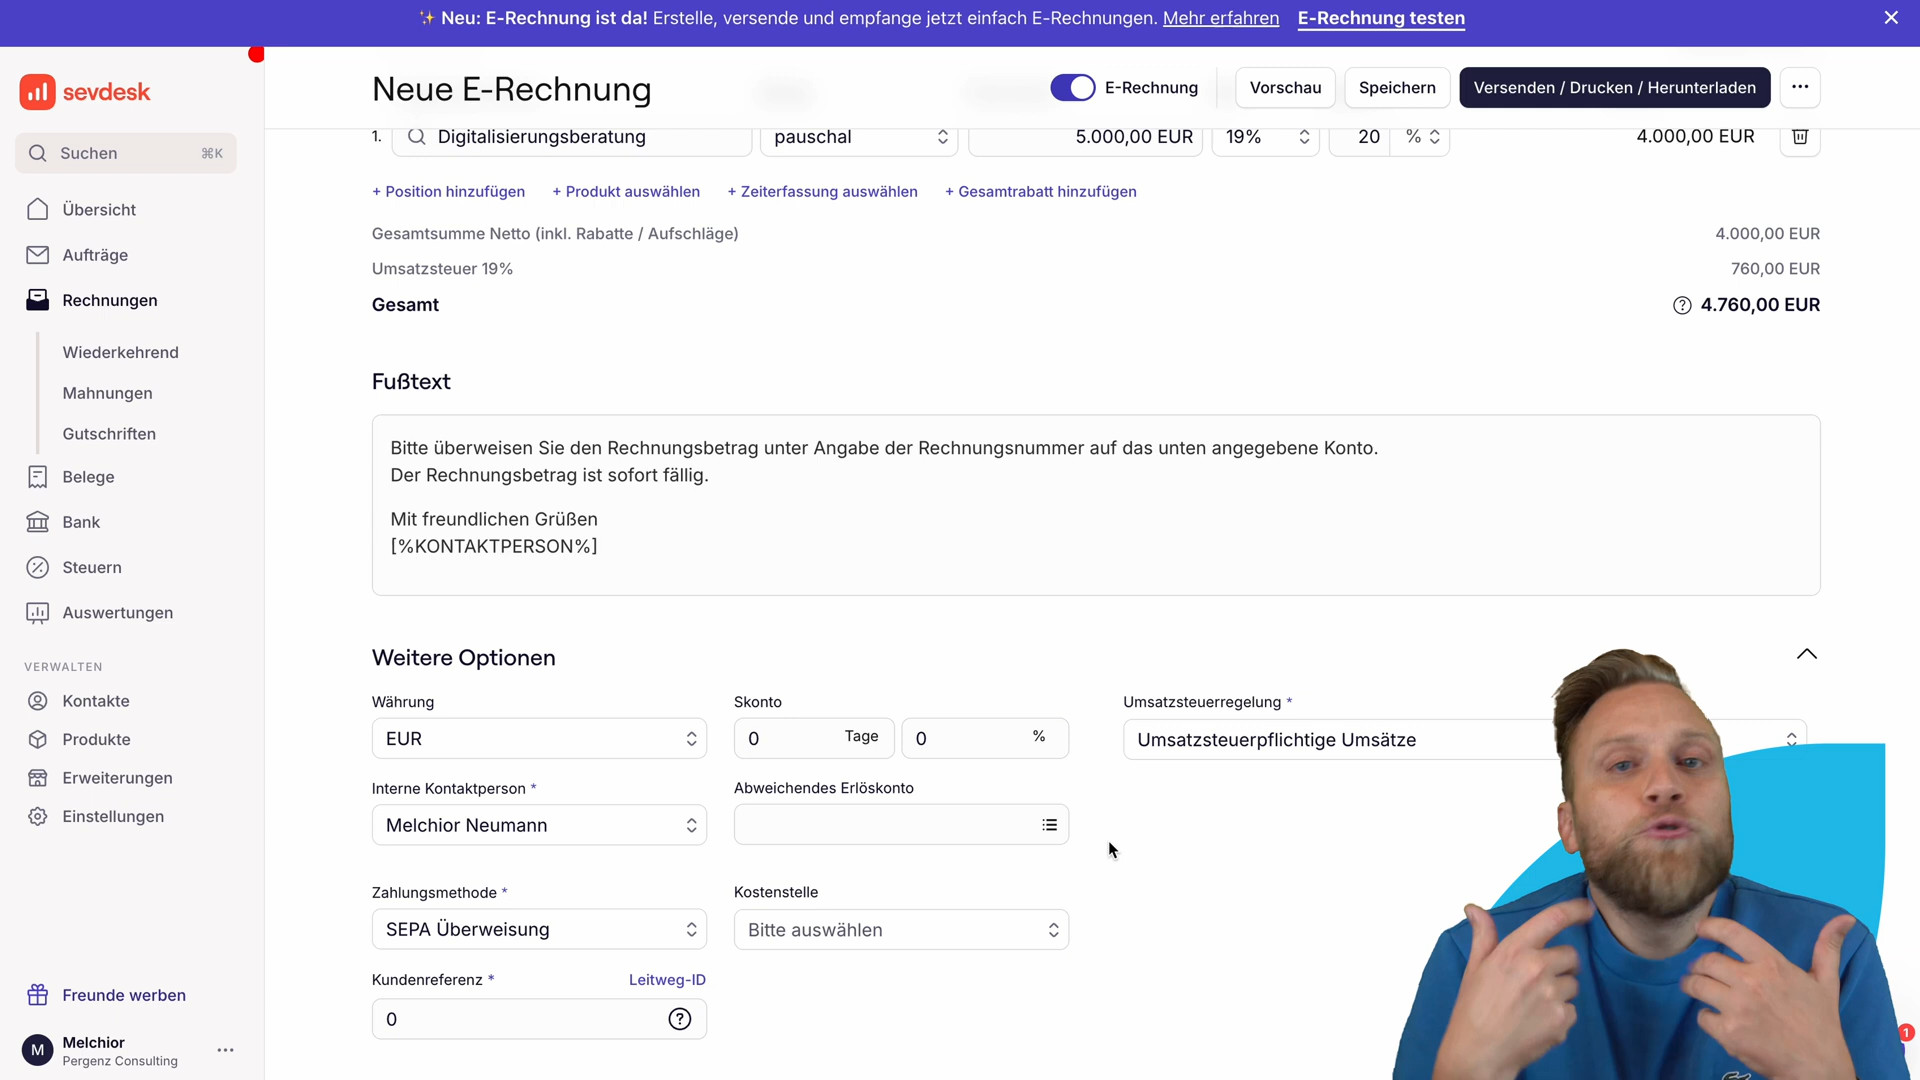 ✨ Neu: E-Rechnung ist da! Erstelle, versende und empfange jetzt einfach E-Rechnungen. Mehr erfahren E-Rechnung testen
sevdesk
Suchen ⌘K
Übersicht
Aufträge
Rechnungen
Wiederkehrend
Mahnungen
Gutschriften
Belege
Bank
Steuern
Auswertungen
VERWALTEN
Kontakte
Produkte
Erweiterungen
Einstellungen
Freunde werben
M
Melchior
Pergenz Consulting
Neue E-Rechnung
E-Rechnung
Vorschau
Speichern
Versenden / Drucken / Herunterladen
1. Digitalisierungsberatung pauschal 5.000,00 EUR 19% 20 % 4.000,00 EUR
+ Position hinzufügen + Produkt auswählen + Zeiterfassung auswählen + Gesamtrabatt hinzufügen
Gesamtsumme Netto (inkl. Rabatte / Aufschläge) 4.000,00 EUR
Umsatzsteuer 19% 760,00 EUR
Gesamt 4.760,00 EUR
Fußtext
Bitte überweisen Sie den Rechnungsbetrag unter Angabe der Rechnungsnummer auf das unten angegebene Konto.
Der Rechnungsbetrag ist sofort fällig.
Mit freundlichen Grüßen
[%KONTAKTPERSON%]
Weitere Optionen
Währung Skonto Umsatzsteuerregelung *
EUR 0 Tage 0 % Umsatzsteuerpflichtige Umsätze
Interne Kontaktperson * Abweichendes Erlöskonto
Melchior Neumann
Zahlungsmethode * Kostenstelle
SEPA Überweisung Bitte auswählen
Kundenreferenz * Leitweg-ID
0
1